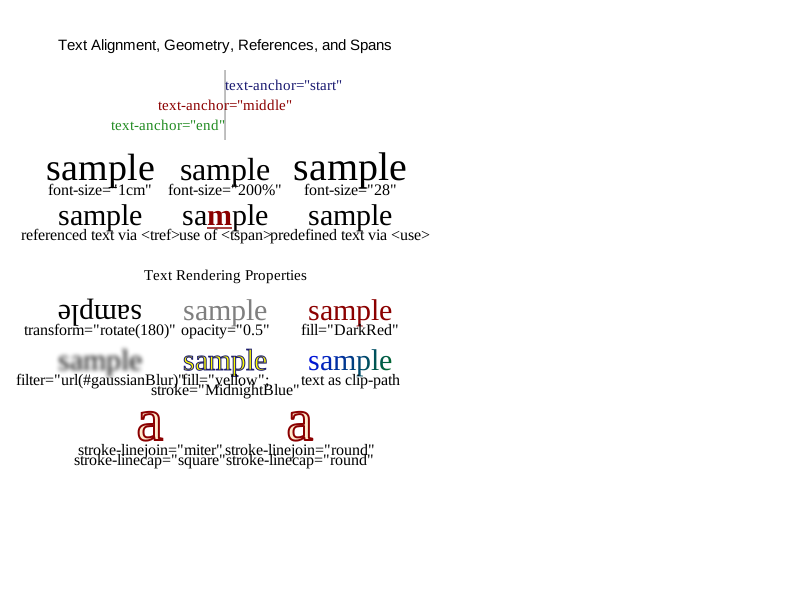 Text Alignment, Geometry, References, and Spans
text-anchor="start"
text-anchor="middle"
text-anchor="end"
sample sample sample
font-size="1cm" font-size="200%" font-size="28"
sample sample sample
referenced text via <tref> use of <tspan> predefined text via <use>
Text Rendering Properties
sample sample sample
transform="rotate(180)" opacity="0.5" fill="DarkRed"
sample sample sample
filter="url(#gaussianBlur)" fill="yellow"; text as clip-path
stroke="MidnightBlue"
a a
stroke-linejoin="miter" stroke-linejoin="round"
stroke-linecap="square" stroke-linecap="round"